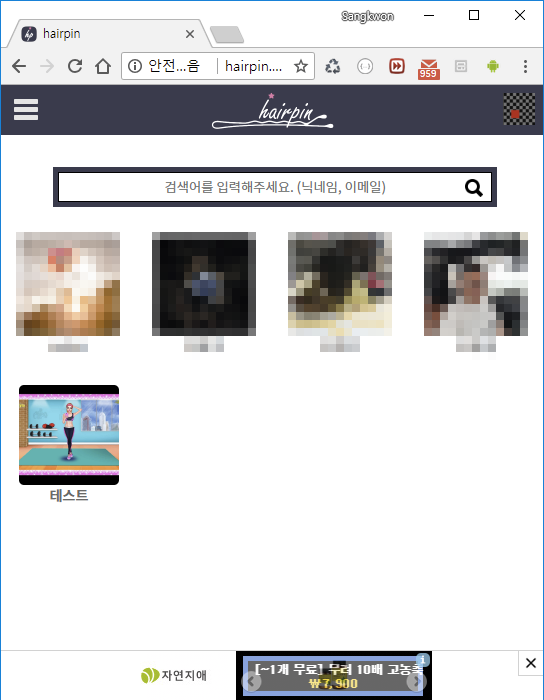 Sangkwon
hairpin
안전...음
hairpin....
959
hairpin
검색어를 입력해주세요. (닉네임, 이메일)
테스트
자연지애
[~1개 무료] 무려 10배 고농축
₩7,900